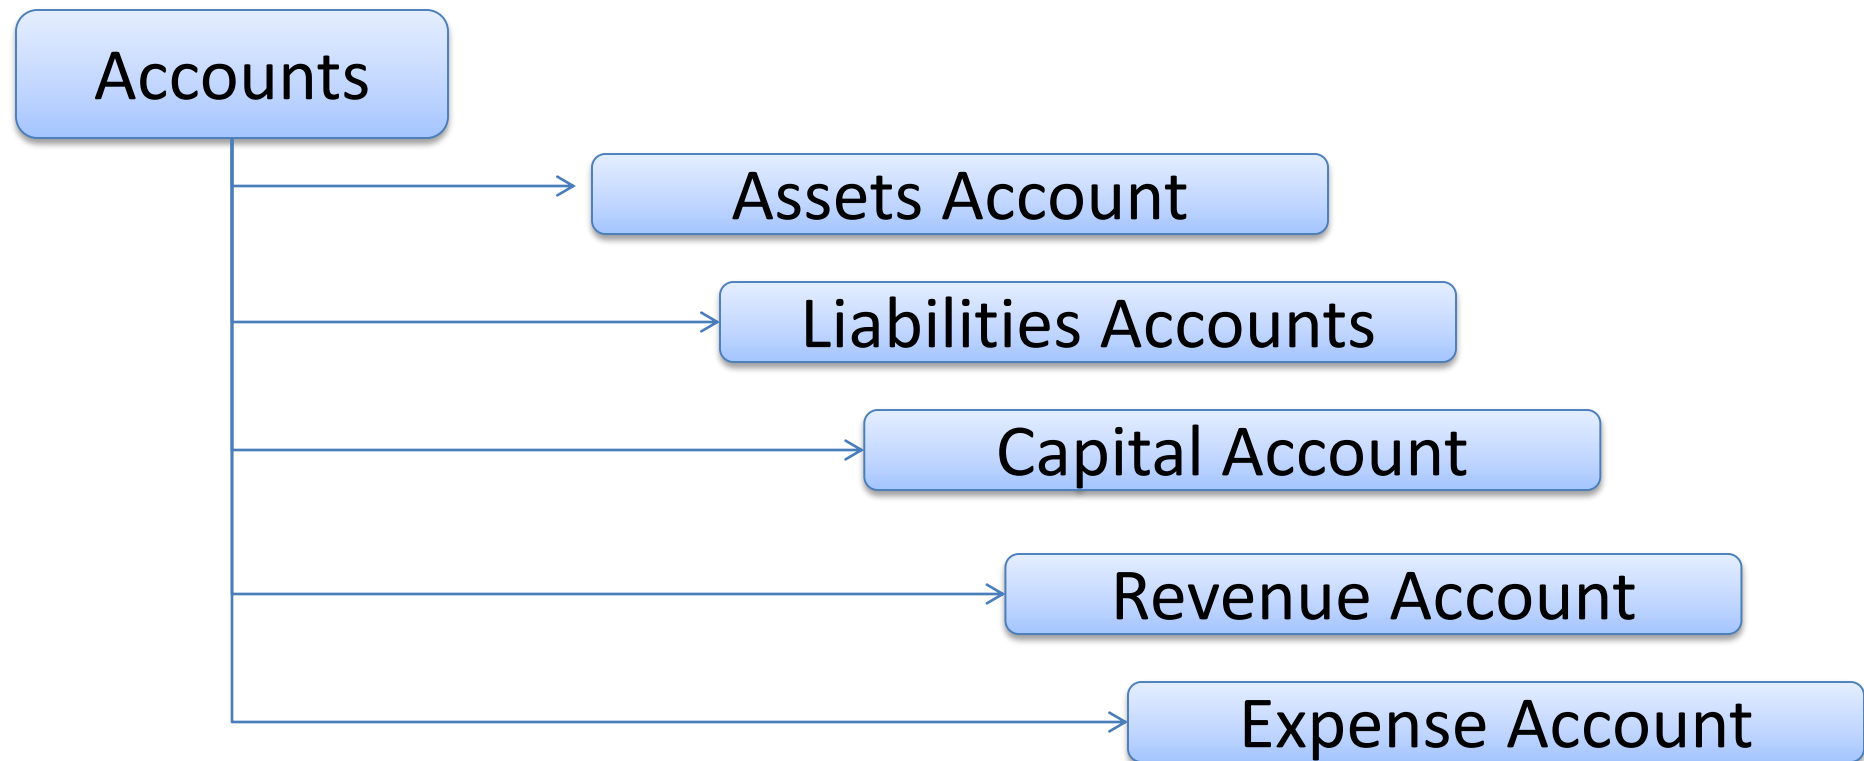 Accounts
Assets Account
Liabilities Accounts
Capital Account
Revenue Account
Expense Account